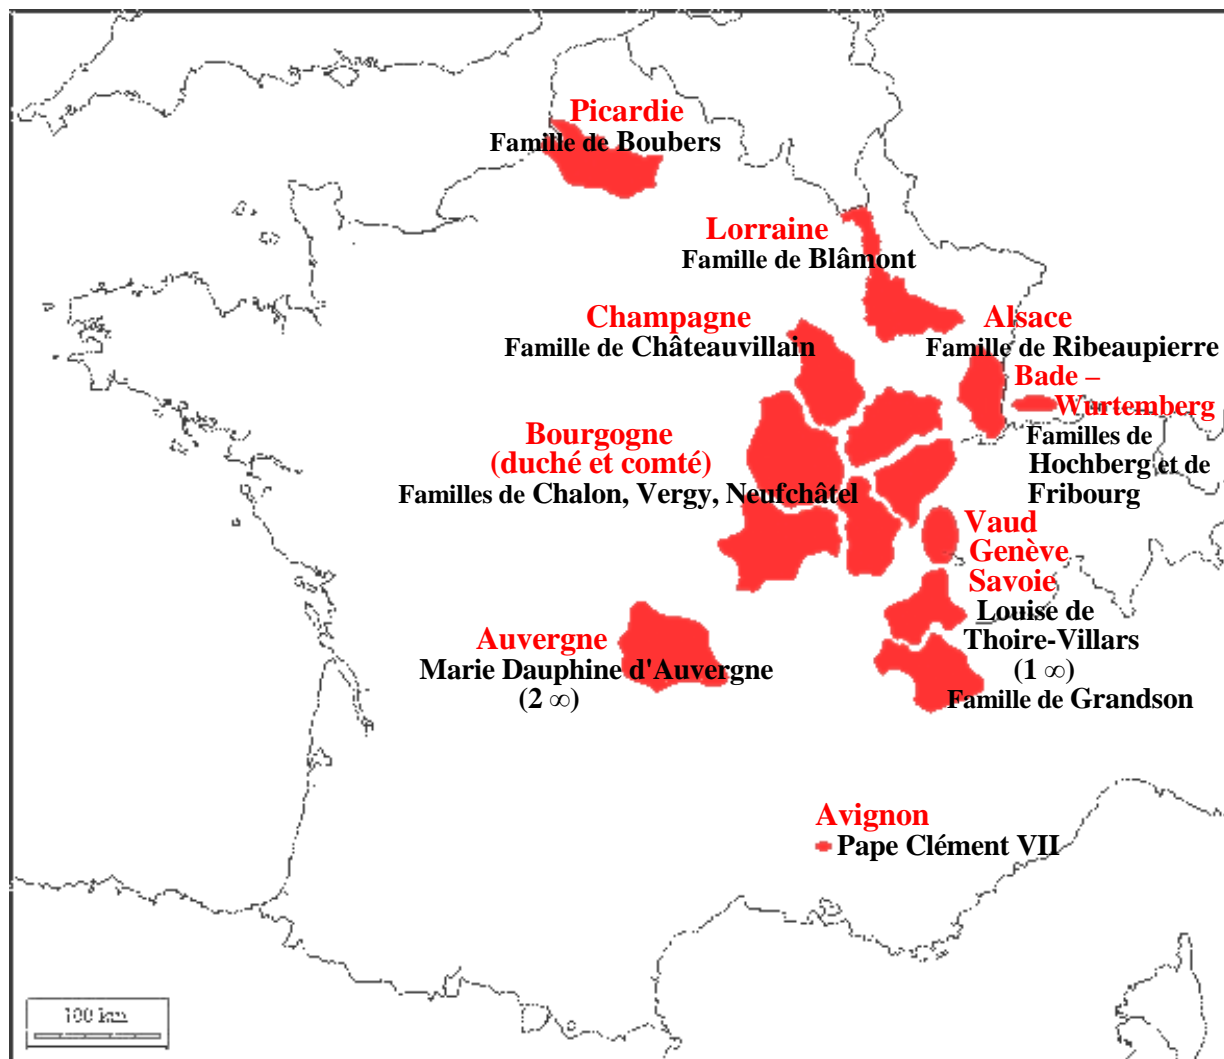 Picardie
Famille de Boubers
Lorraine
Famille de Blâmont
Champagne
Famille de Châteauvillain
Alsace
Famille de Ribeaupierre
Bade –
Wurtemberg
Familles de
Hochberg et de
Fribourg
Bourgogne
(duché et comté)
Familles de Chalon, Vergy, Neufchâtel
Vaud
Genève
Savoie
Louise de
Thoire-Villars
(1 ∞)
Famille de Grandson
Auvergne
Marie Dauphine d'Auvergne
(2 ∞)
Avignon
Pape Clément VII
100 km